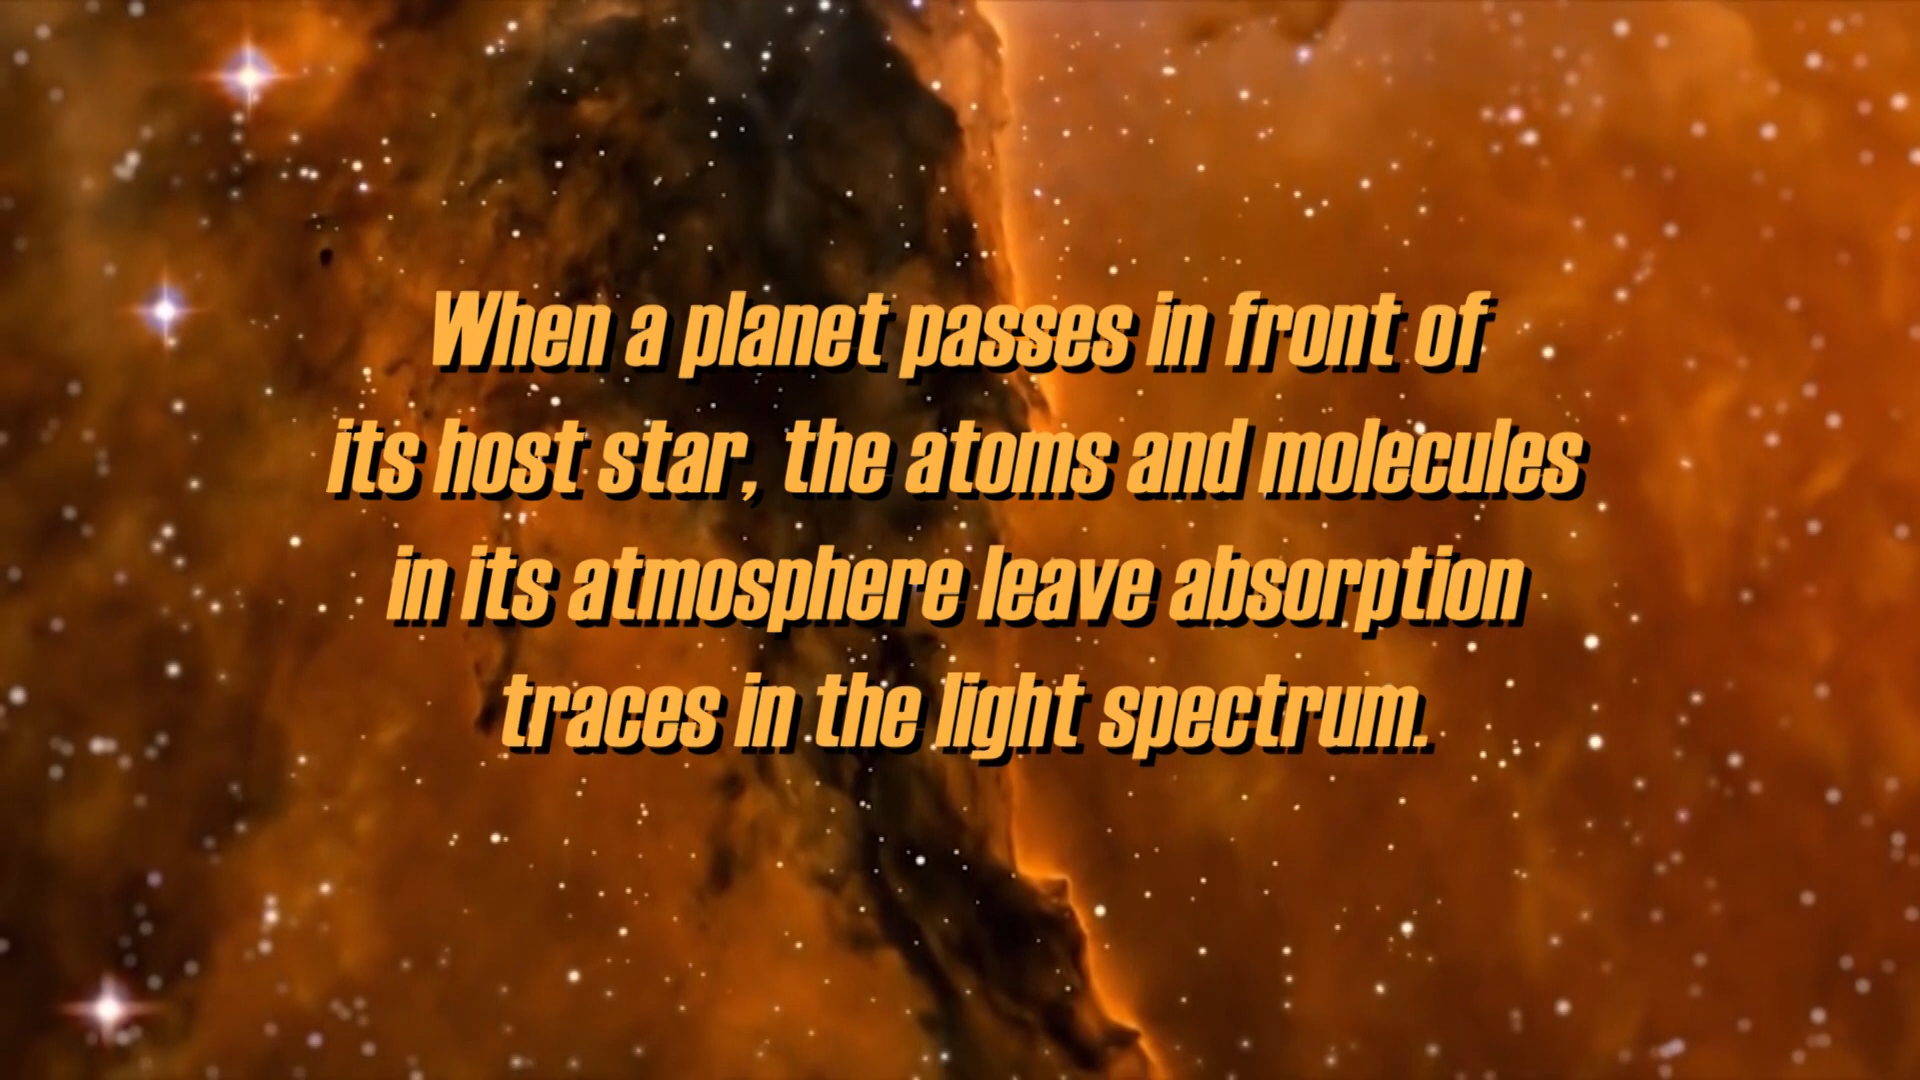 When a planet passes in front of
its host star, the atoms and molecules
in its atmosphere leave absorption
traces in the light spectrum.